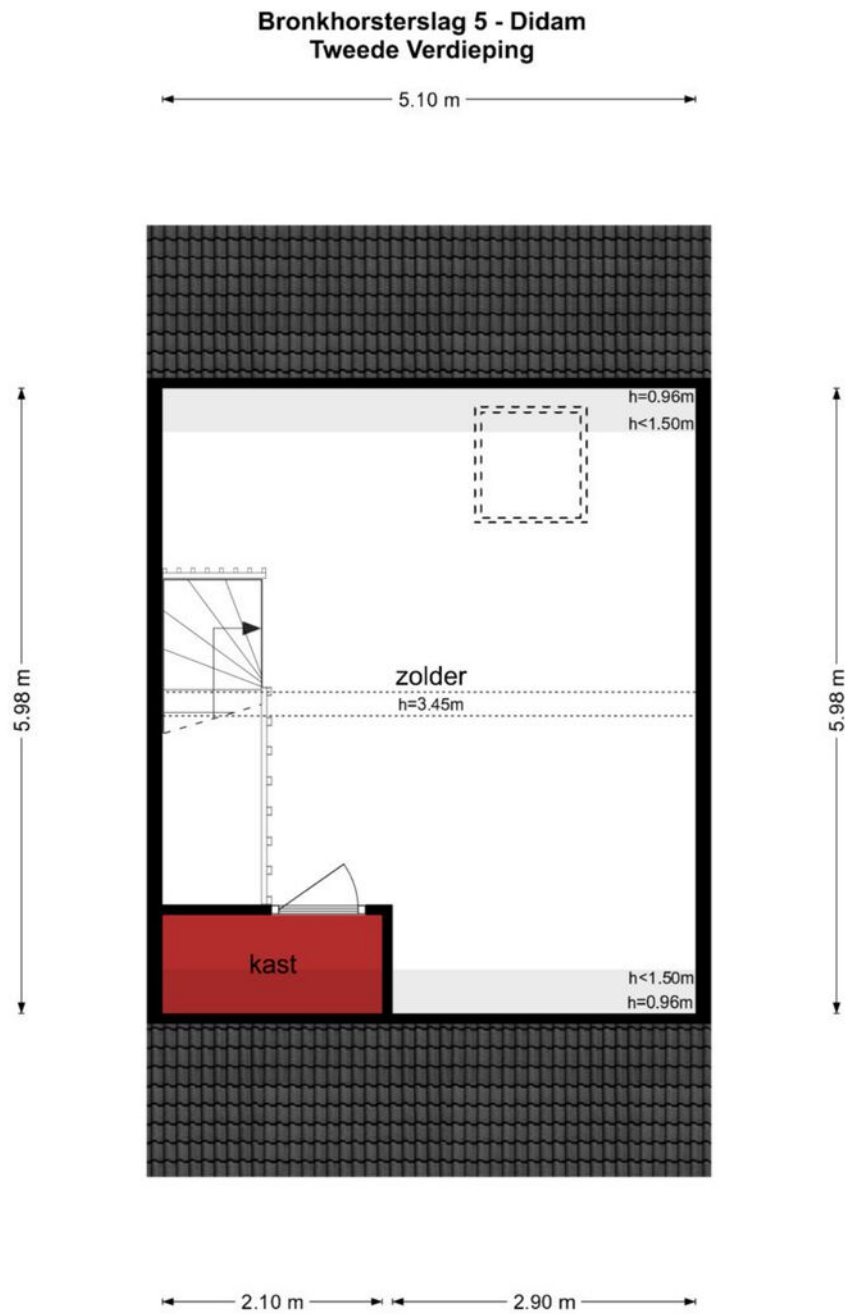 Bronkhorsterslag 5 - Didam
Tweede Verdieping
5.10 m
h=0.96m
h<1.50m
5.98 m
zolder
h=3.45m
5.98 m
kast
h<1.50m
h=0.96m
2.10 m
2.90 m